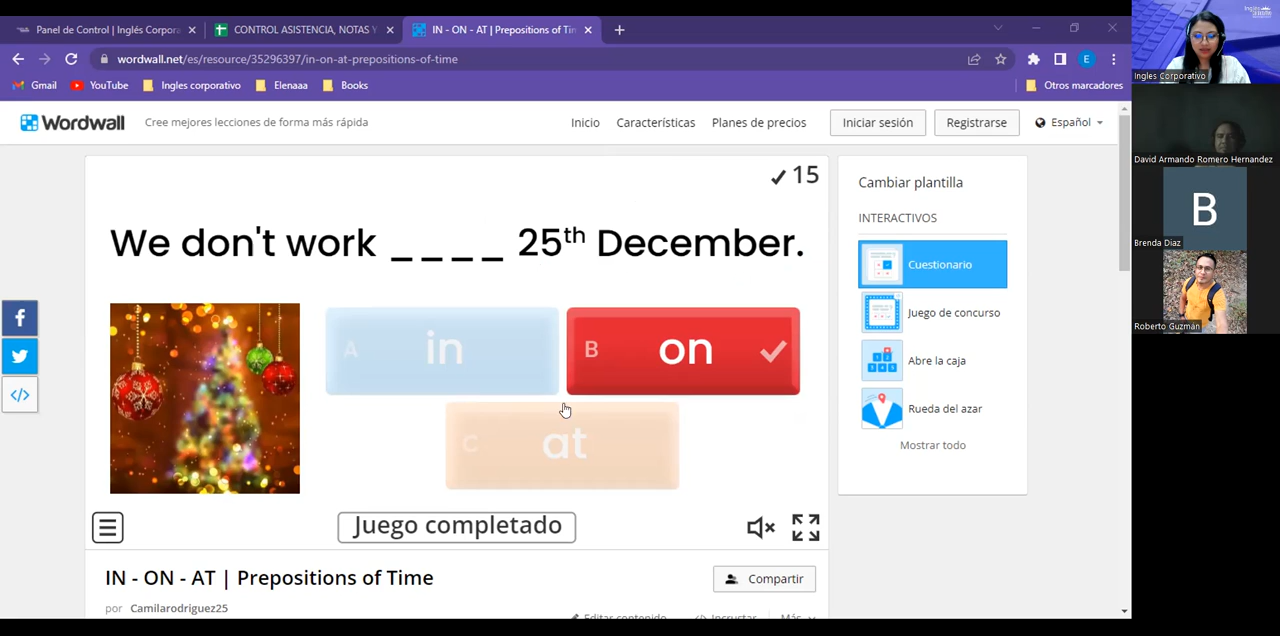 Panel de Control | Inglés Corpora
CONTROL ASISTENCIA, NOTAS Y
IN - ON - AT | Prepositions of Tim
wordwall.net/es/resource/35296397/in-on-at-prepositions-of-time
E
Gmail
YouTube
Ingles corporativo
Elenaaa
Books
Otros marcadores
Wordwall
Cree mejores lecciones de forma más rápida
Inicio
Características
Planes de precios
Iniciar sesión
Registrarse
Español
15
We don't work _ _ _ _ 25th December.
A in
B on
C at
Juego completado
IN - ON - AT | Prepositions of Time
Compartir
por Camilarodriguez25
Editar contenido
Incrustar
Más
Cambiar plantilla
INTERACTIVOS
Cuestionario
Juego de concurso
Abre la caja
Rueda del azar
Mostrar todo
Ingles Corporativo
David Armando Romero Hernandez
B
Brenda Diaz
Roberto Guzmán